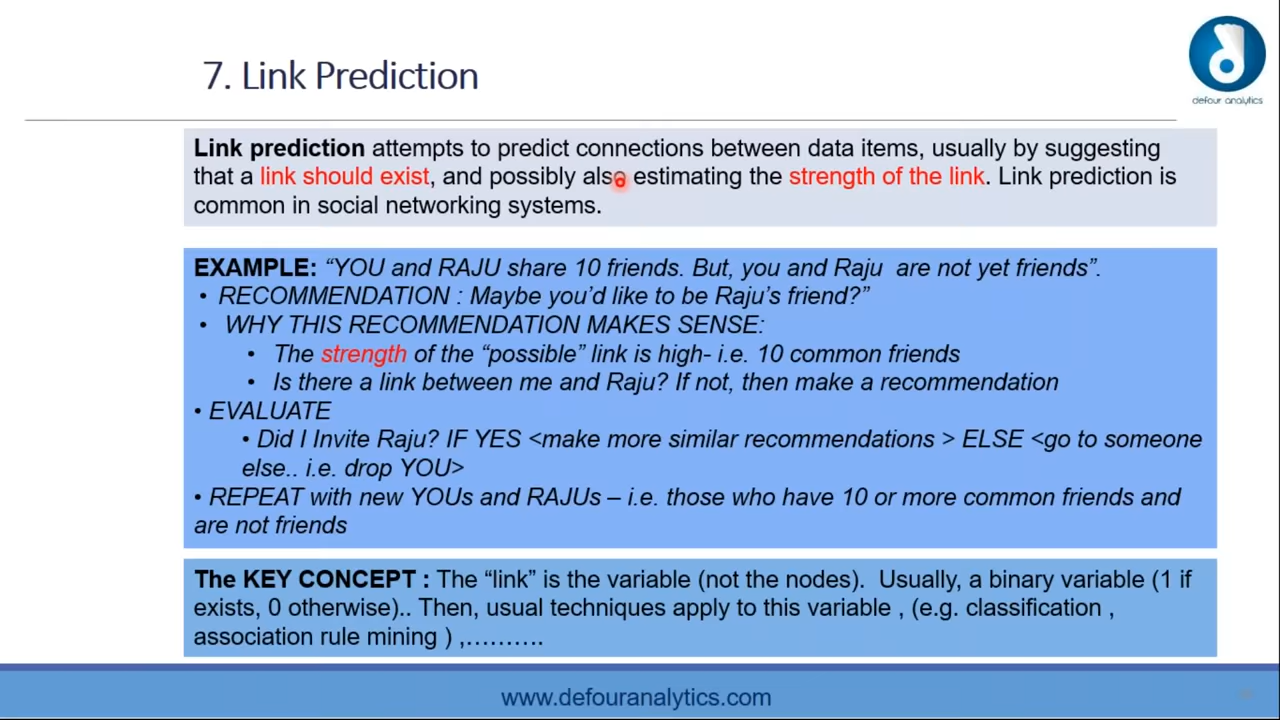 7. Link Prediction
defour analytics
Link prediction attempts to predict connections between data items, usually by suggesting
that a link should exist, and possibly also estimating the strength of the link. Link prediction is
common in social networking systems.
EXAMPLE: “YOU and RAJU share 10 friends. But, you and Raju are not yet friends”.
• RECOMMENDATION : Maybe you’d like to be Raju’s friend?”
• WHY THIS RECOMMENDATION MAKES SENSE:
• The strength of the “possible” link is high- i.e. 10 common friends
• Is there a link between me and Raju? If not, then make a recommendation
• EVALUATE
• Did I Invite Raju? IF YES <make more similar recommendations > ELSE <go to someone
else.. i.e. drop YOU>
• REPEAT with new YOUs and RAJUs – i.e. those who have 10 or more common friends and
are not friends
The KEY CONCEPT : The “link” is the variable (not the nodes). Usually, a binary variable (1 if
exists, 0 otherwise).. Then, usual techniques apply to this variable , (e.g. classification ,
association rule mining ) ,……….
www.defouranalytics.com